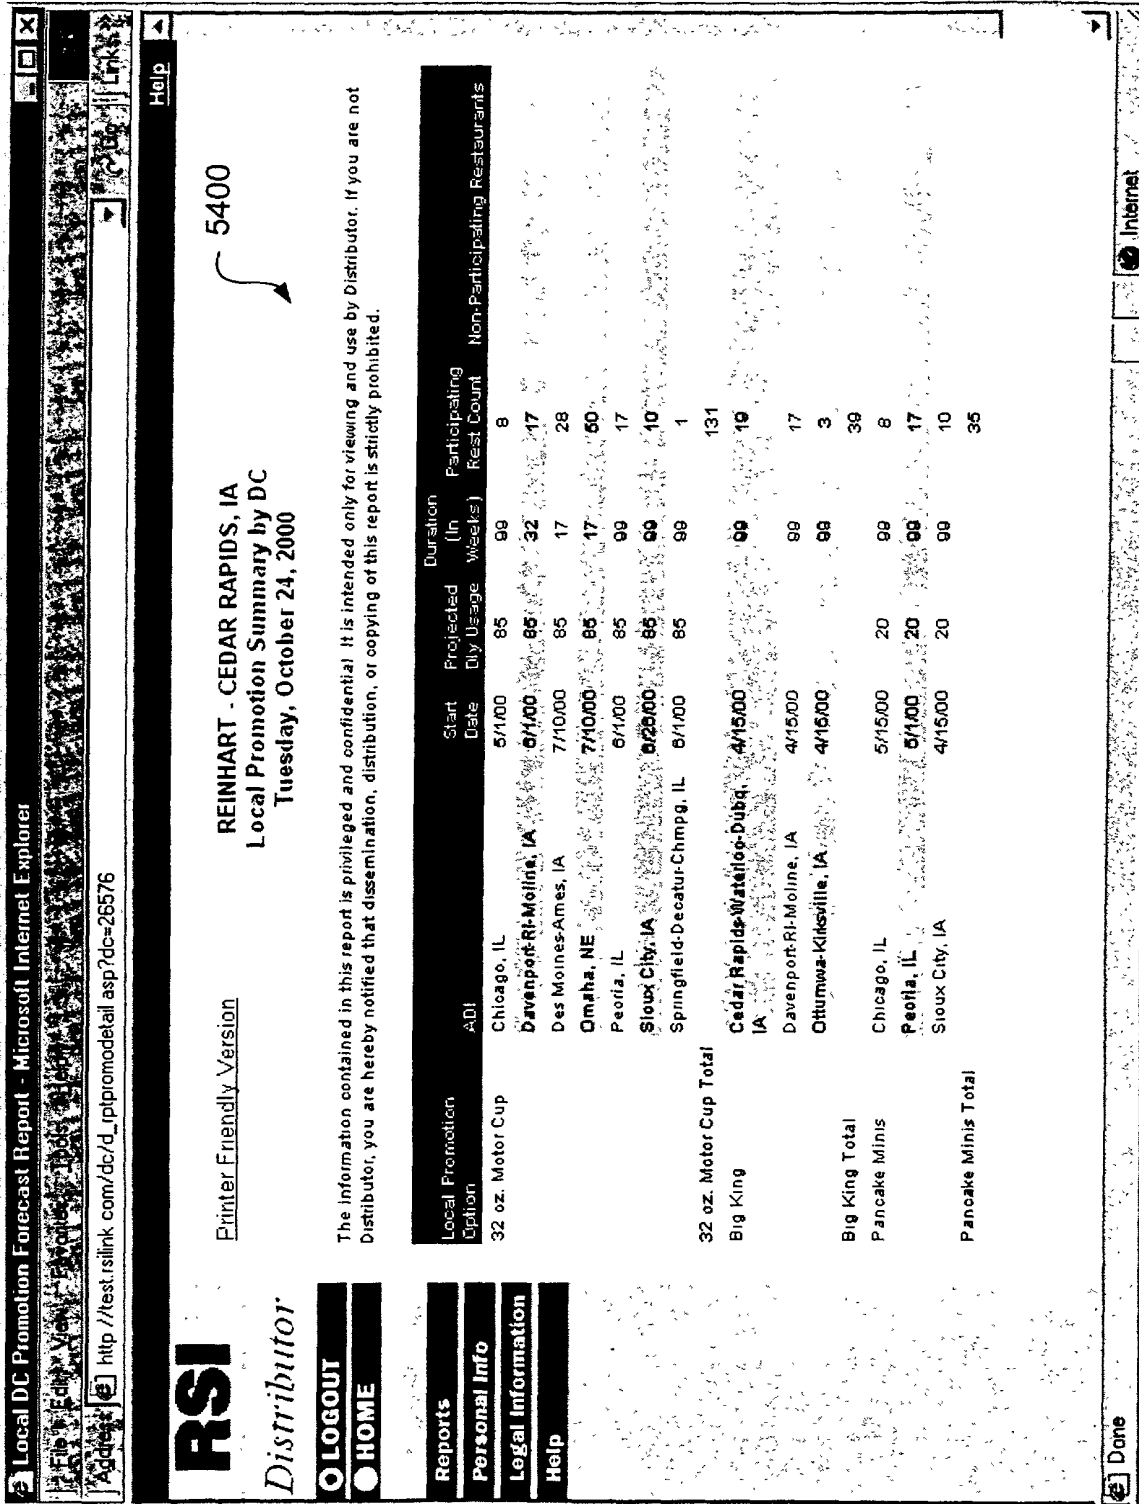 Local DC Promotion Forecast Report - Microsoft Internet Explorer
File Edit View Favorites Tools Help
Address http //test.rsilink com/dc/d_rptpromodetail asp?dc=26576 Go Links »
Help
RSI
Distributor
LOGOUT
HOME
Reports
Personal Info
Legal Information
Help
Printer Friendly Version
REINHART - CEDAR RAPIDS, IA
Local Promotion Summary by DC
Tuesday, October 24, 2000
5400
The information contained in this report is privileged and confidential It is intended only for viewing and use by Distributor. If you are not
Distributor, you are hereby notified that dissemination, distribution, or copying of this report is strictly prohibited.
Local Promotion Option ADI Start Date Projected Dly Usage Duration (In Weeks) Participating Rest Count Non-Participating Restaurants
32 oz. Motor Cup Chicago, IL 5/1/00 85 99 8
Davenport-RI-Moline, IA 6/1/00 85 32 17
Des Moines-Ames, IA 7/10/00 85 17 28
Omaha, NE 7/10/00 85 17 50
Peoria, IL 6/1/00 85 99 17
Sioux City, IA 6/26/00 85 99 10
Springfield-Decatur-Chmpg, IL 6/1/00 85 99 1
32 oz. Motor Cup Total 131
Big King Cedar Rapids-Waterloo-Dubq, 4/15/00 99 19
IA
Davenport-RI-Moline, IA 4/15/00 99 17
Ottumwa-Kirksville, IA 4/15/00 99 3
Big King Total 39
Pancake Minis Chicago, IL 5/15/00 20 99 8
Peoria, IL 5/1/00 20 99 17
Sioux City, IA 4/15/00 20 99 10
Pancake Minis Total 35
Done Internet